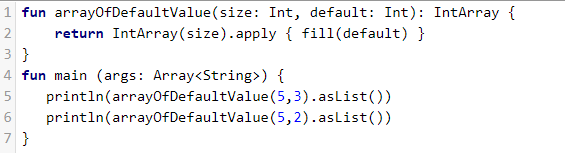 1 fun arrayOfDefaultValue(size: Int, default: Int): IntArray {
2     return IntArray(size).apply { fill(default) }
3 }
4 fun main (args: Array<String>) {
5    println(arrayOfDefaultValue(5,3).asList())
6    println(arrayOfDefaultValue(5,2).asList())
7 }